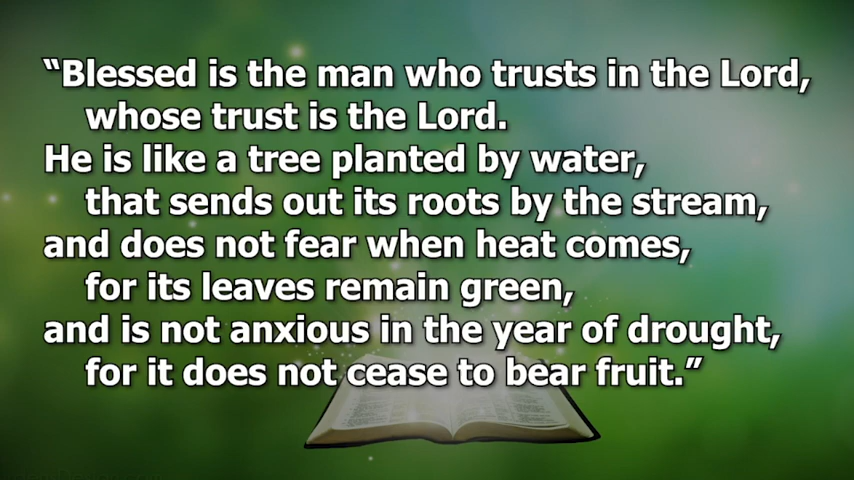 “Blessed is the man who trusts in the Lord,
whose trust is the Lord.
He is like a tree planted by water,
that sends out its roots by the stream,
and does not fear when heat comes,
for its leaves remain green,
and is not anxious in the year of drought,
for it does not cease to bear fruit.”